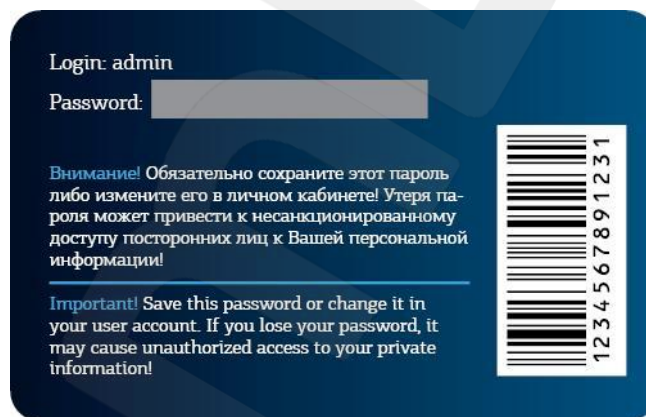 Login: admin
Password:
Внимание! Обязательно сохраните этот пароль
либо измените его в личном кабинете! Утеря па-
роля может привести к несанкционированному
доступу посторонних лиц к Вашей персональной
информации!
Important! Save this password or change it in
your user account. If you lose your password, it
may cause unauthorized access to your private
information!
1234567891231